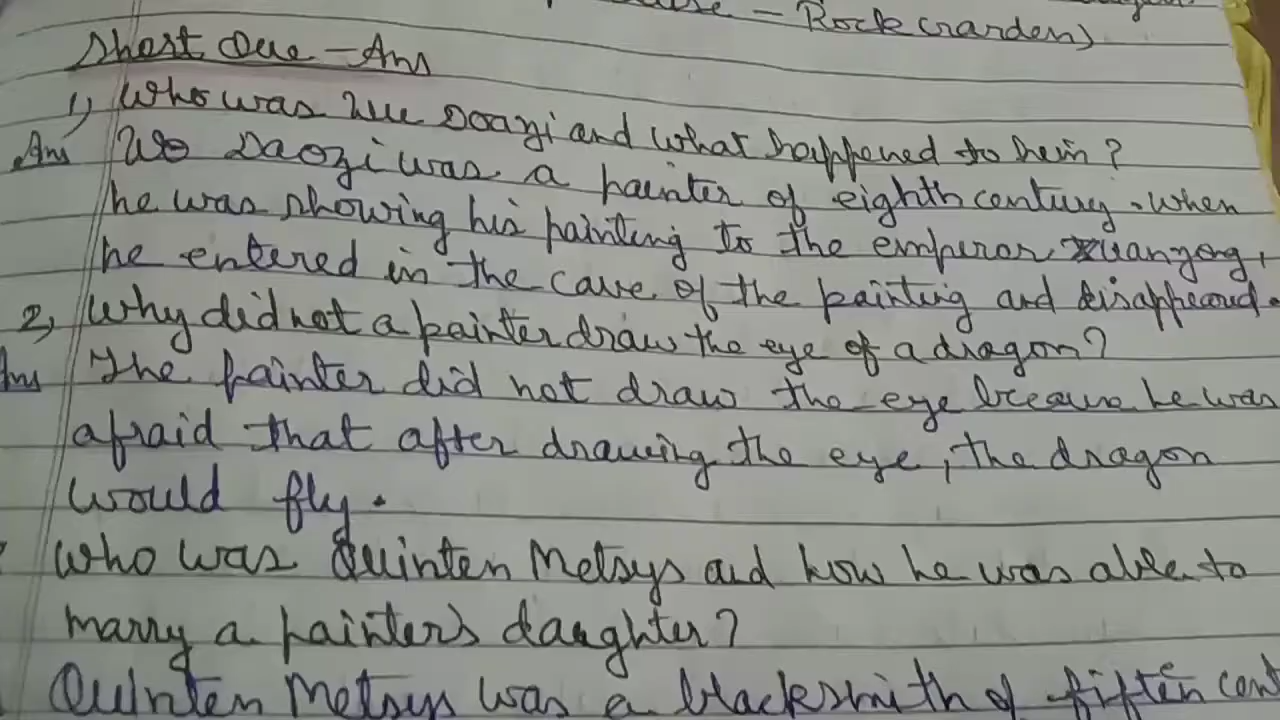 - Rock Garden)
Short Que - Ans
1) Who was Wu Daozi and what happened to him?
Ans Wo Daozi was a painter of eighth century. when
he was showing his painting to the emperor Xuanzong,
he entered in the cave of the painting and disappeared.
2) Why did not a painter draw the eye of a dragon?
Ans The painter did not draw the eye because he was
afraid that after drawing the eye, the dragon
would fly.
Who was Quinten Metsys and how he was able to
marry a painter's daughter?
Quinten Metsys was a blacksmith of fifteen cent